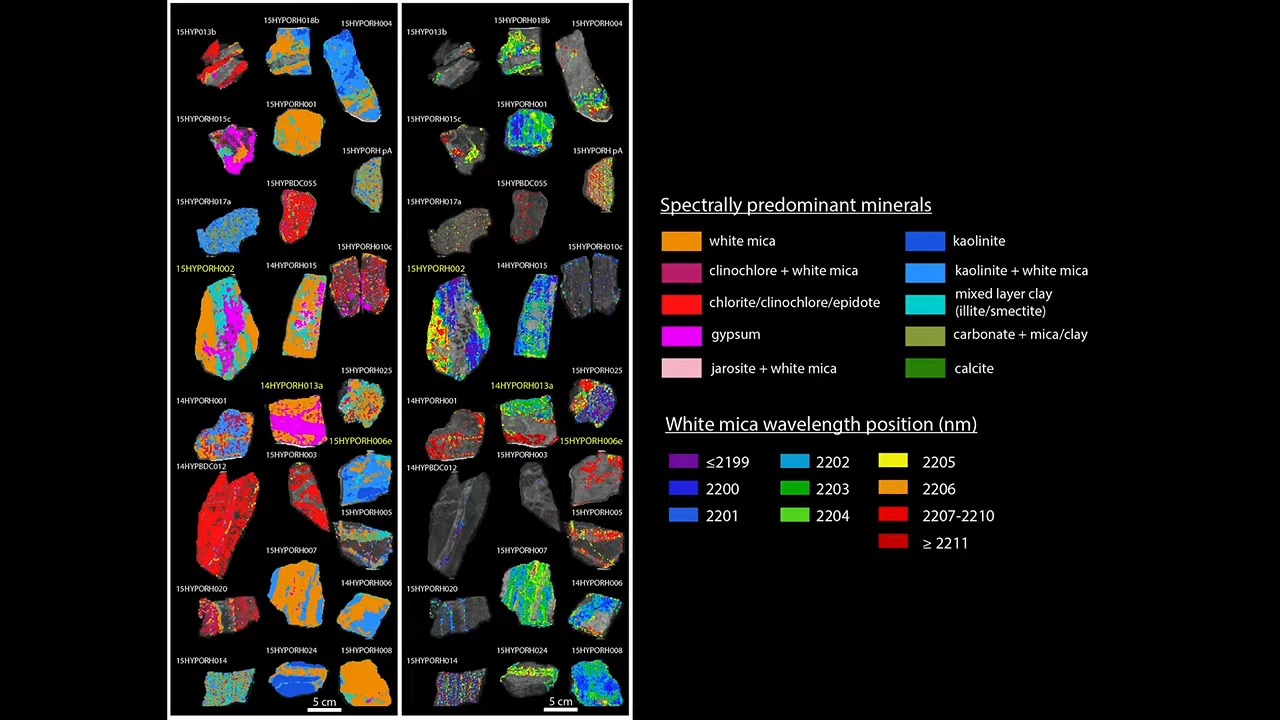 15HYP013b
15HYPORH018b
15HYPORH004
15HYPORH001
15HYPORH015c
15HYPORH pA
15HYPBDC055
15HYPORH017a
15HYPORH010c
15HYPORH002
14HYPORH015
15HYPORH025
14HYPORH013a
14HYPORH001
15HYPORH006e
15HYPORH003
14HYPBDC012
15HYPORH005
15HYPORH007
15HYPORH020
14HYPORH006
15HYPORH014
15HYPORH024
15HYPORH008
5 cm
15HYP013b
15HYPORH018b
15HYPORH004
15HYPORH001
15HYPORH015c
15HYPORH pA
15HYPBDC055
15HYPORH017a
15HYPORH010c
15HYPORH002
14HYPORH015
15HYPORH025
14HYPORH013a
14HYPORH001
15HYPORH006e
15HYPORH003
14HYPBDC012
15HYPORH005
15HYPORH007
15HYPORH020
14HYPORH006
15HYPORH014
15HYPORH024
15HYPORH008
5 cm
Spectrally predominant minerals
white mica
clinochlore + white mica
chlorite/clinochlore/epidote
gypsum
jarosite + white mica
kaolinite
kaolinite + white mica
mixed layer clay
(illite/smectite)
carbonate + mica/clay
calcite
White mica wavelength position (nm)
≤2199
2200
2201
2202
2203
2204
2205
2206
2207-2210
≥ 2211